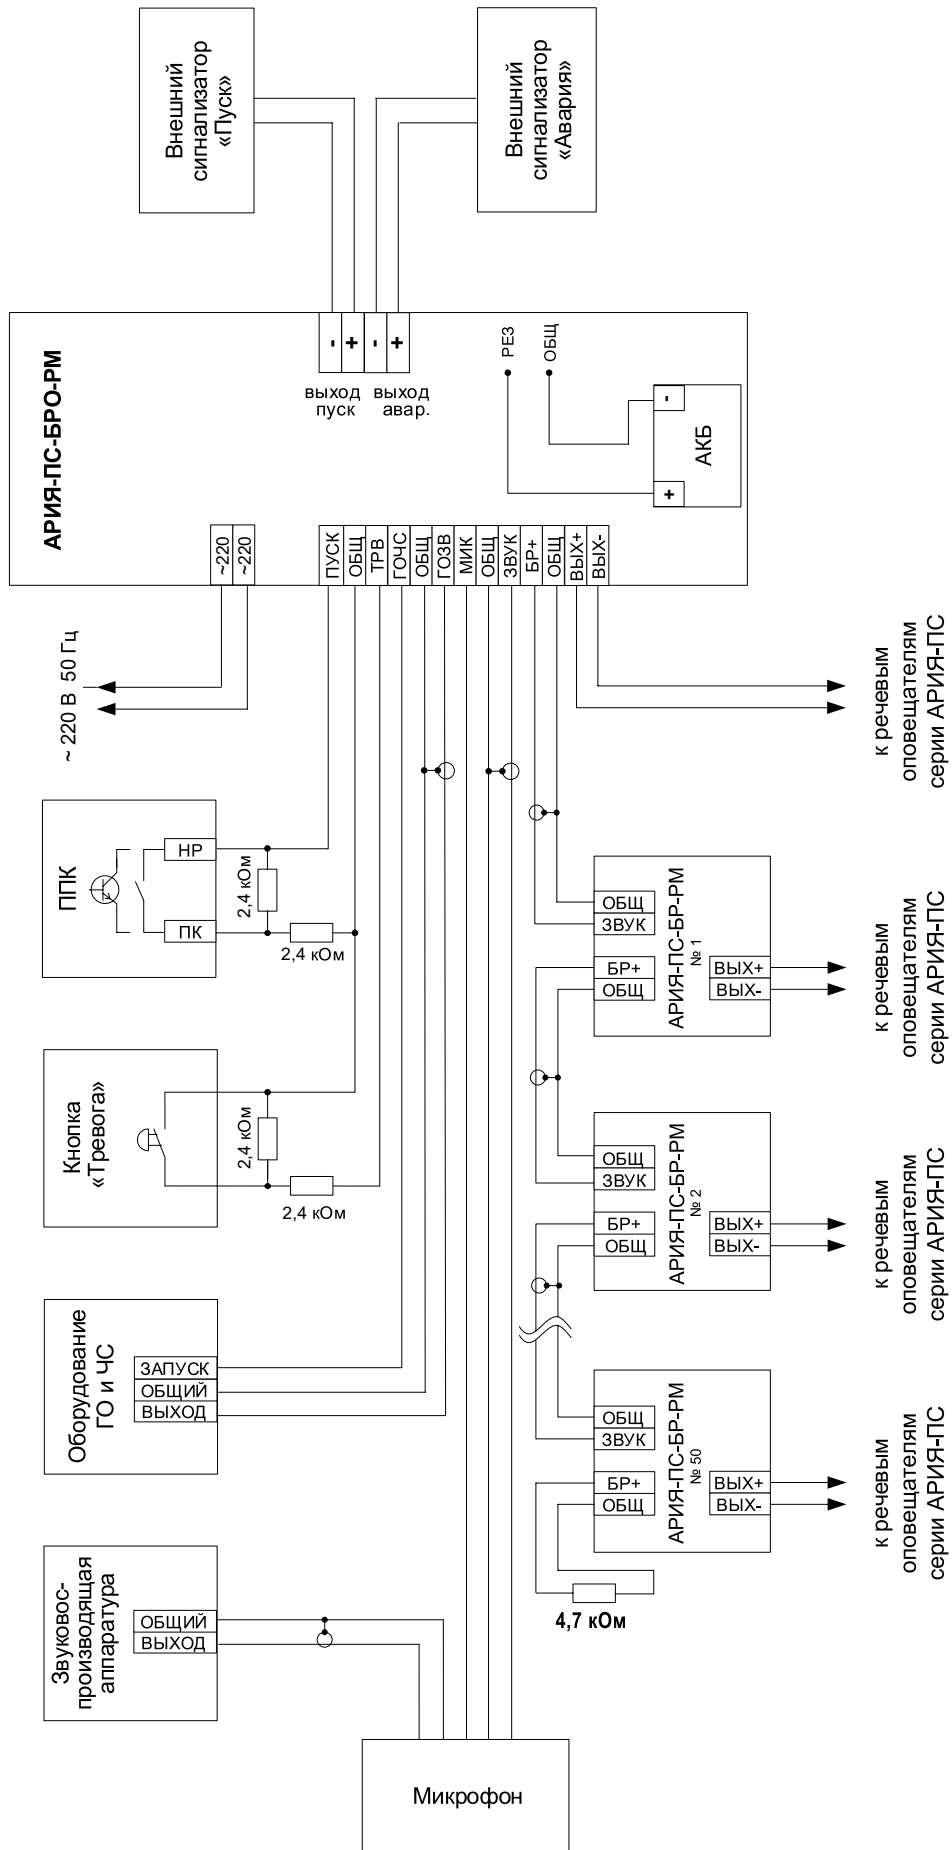 Внешний
сигнализатор
«Пуск»
Внешний
сигнализатор
«Авария»
АРИЯ-ПС-БРО-РМ
-
+
-
+
выход
пуск
выход
авар.
РЕЗ
ОБЩ
-
+
АКБ
~220
~220
ПУСК
ОБЩ
ТРВ
ГОЧС
ОБЩ
ГОЗВ
МИК
ОБЩ
ЗВУК
БР+
ОБЩ
ВЫХ+
ВЫХ-
~ 220 В 50 Гц
к речевым
оповещателям
серии АРИЯ-ПС
ППК
НР
ПК
2,4 кОм
2,4 кОм
ОБЩ
ЗВУК
БР+
ОБЩ
АРИЯ-ПС-БР-РМ
№ 1
ВЫХ+
ВЫХ-
к речевым
оповещателям
серии АРИЯ-ПС
Кнопка
«Тревога»
2,4 кОм
2,4 кОм
ОБЩ
ЗВУК
БР+
ОБЩ
АРИЯ-ПС-БР-РМ
№ 2
ВЫХ+
ВЫХ-
к речевым
оповещателям
серии АРИЯ-ПС
Оборудование
ГО и ЧС
ЗАПУСК
ОБЩИЙ
ВЫХОД
ОБЩ
ЗВУК
БР+
ОБЩ
АРИЯ-ПС-БР-РМ
№ 50
ВЫХ+
ВЫХ-
к речевым
оповещателям
серии АРИЯ-ПС
4,7 кОм
Звуковос-
производящая
аппаратура
ОБЩИЙ
ВЫХОД
Микрофон